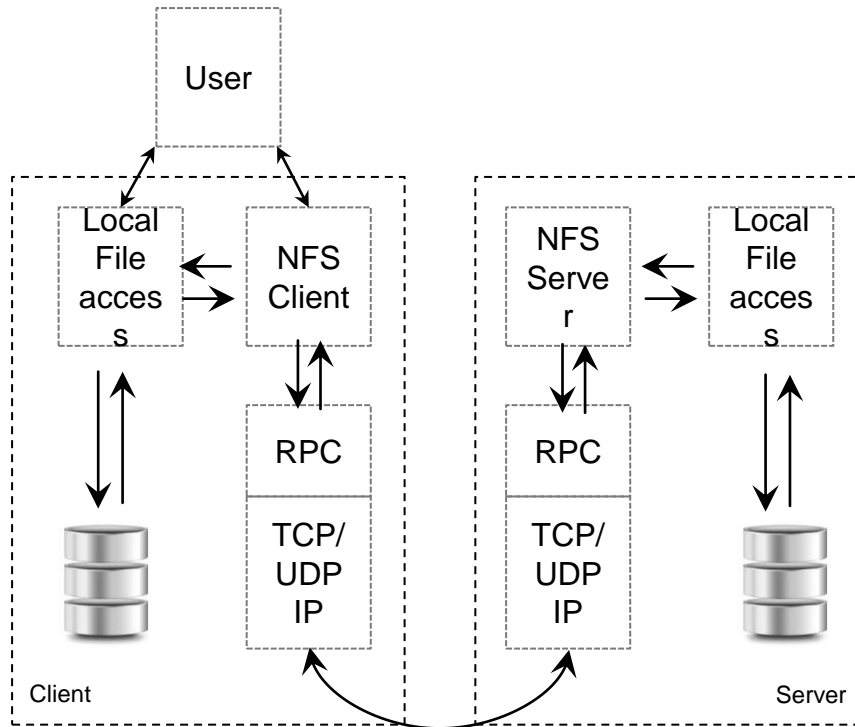 User
Local
File
acces
s
NFS
Client
NFS
Serve
r
Local
File
acces
s
RPC
RPC
TCP/
UDP
IP
TCP/
UDP
IP
Client
Server